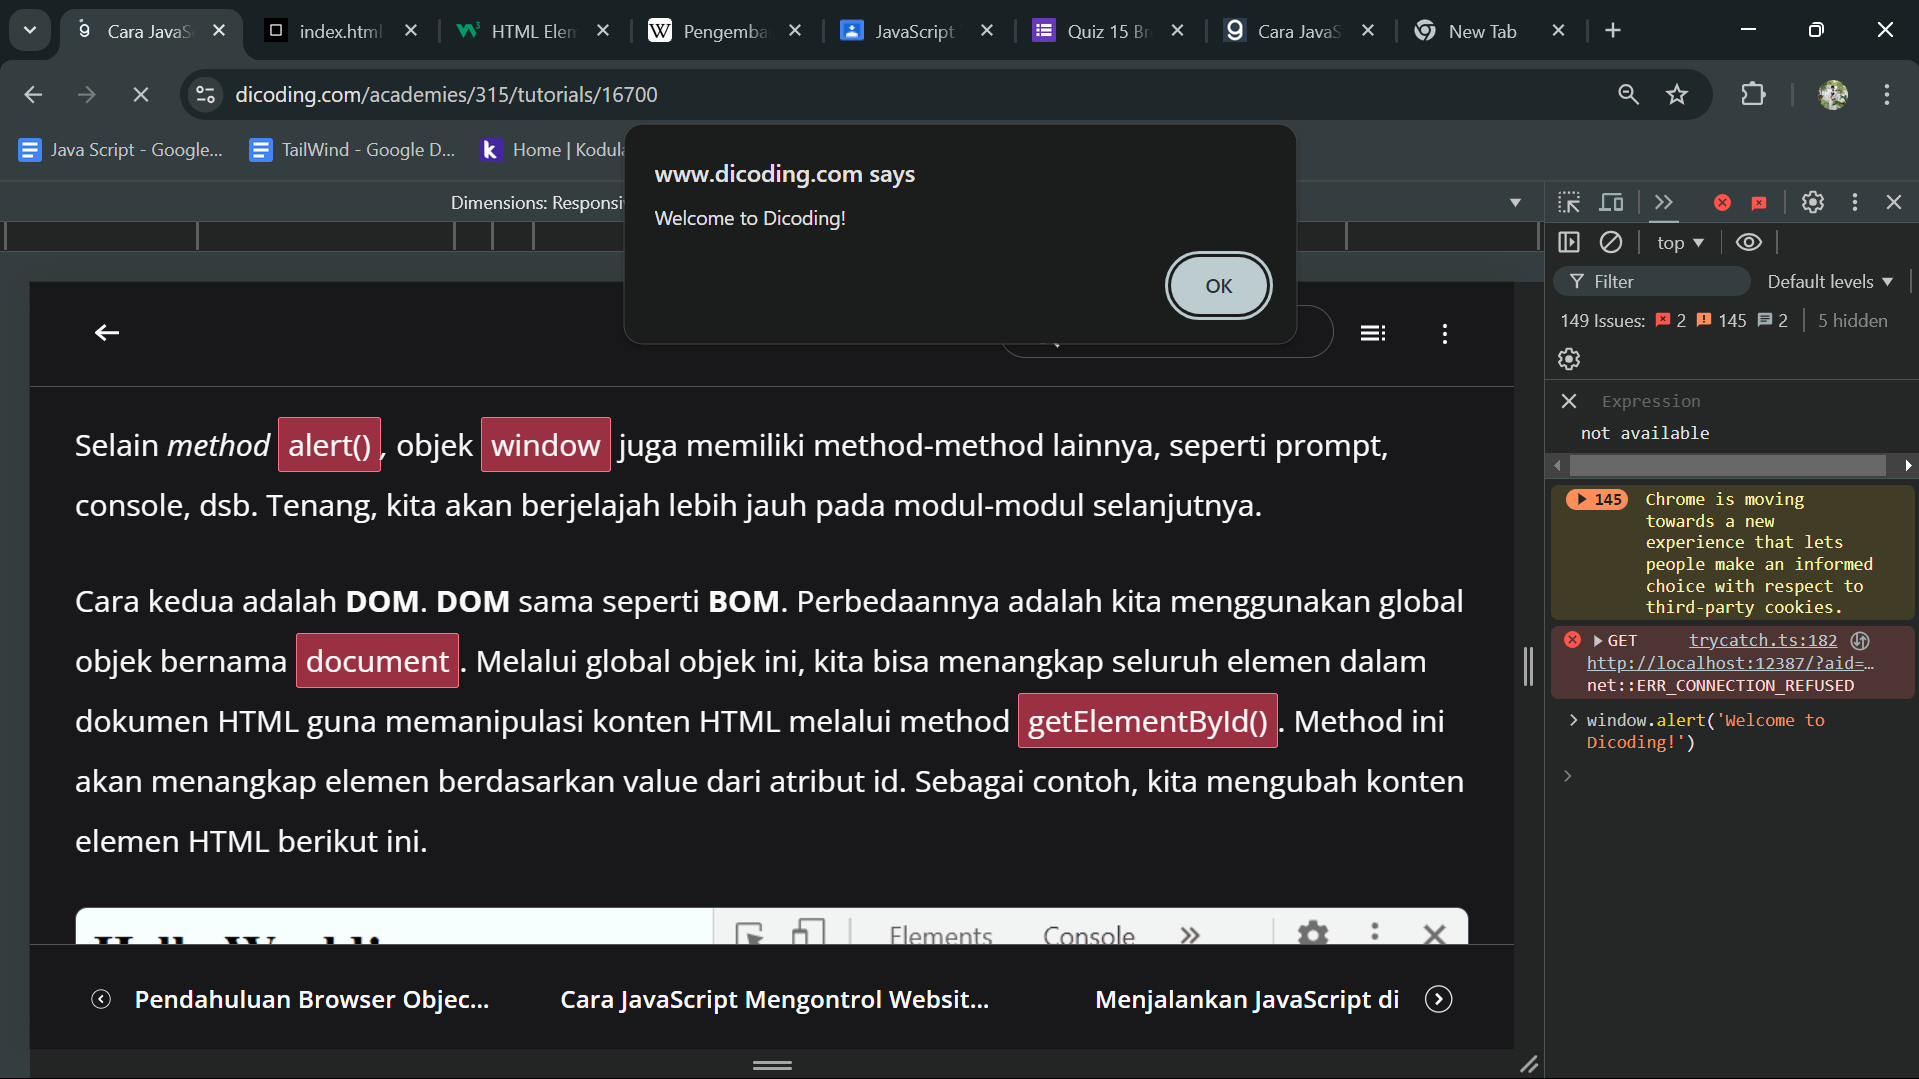 Cara JavaS
index.html
HTML Elem
Pengemba
JavaScript
Quiz 15 Br
Cara JavaS
New Tab
dicoding.com/academies/315/tutorials/16700
Java Script - Google...
TailWind - Google D...
Home | Kodula
www.dicoding.com says
Welcome to Dicoding!
OK
Dimensions: Responsiv
top
Filter
Default levels
149 Issues: 2 145 2 5 hidden
Expression
not available
145 Chrome is moving
towards a new
experience that lets
people make an informed
choice with respect to
third-party cookies.
GET trycatch.ts:182
http://localhost:12387/?aid=…
net::ERR_CONNECTION_REFUSED
window.alert('Welcome to
Dicoding!')
Selain method alert(), objek window juga memiliki method-method lainnya, seperti prompt,
console, dsb. Tenang, kita akan berjelajah lebih jauh pada modul-modul selanjutnya.
Cara kedua adalah DOM. DOM sama seperti BOM. Perbedaannya adalah kita menggunakan global
objek bernama document. Melalui global objek ini, kita bisa menangkap seluruh elemen dalam
dokumen HTML guna memanipulasi konten HTML melalui method getElementById(). Method ini
akan menangkap elemen berdasarkan value dari atribut id. Sebagai contoh, kita mengubah konten
elemen HTML berikut ini.
Elements Console
Pendahuluan Browser Objec...
Cara JavaScript Mengontrol Websit...
Menjalankan JavaScript di